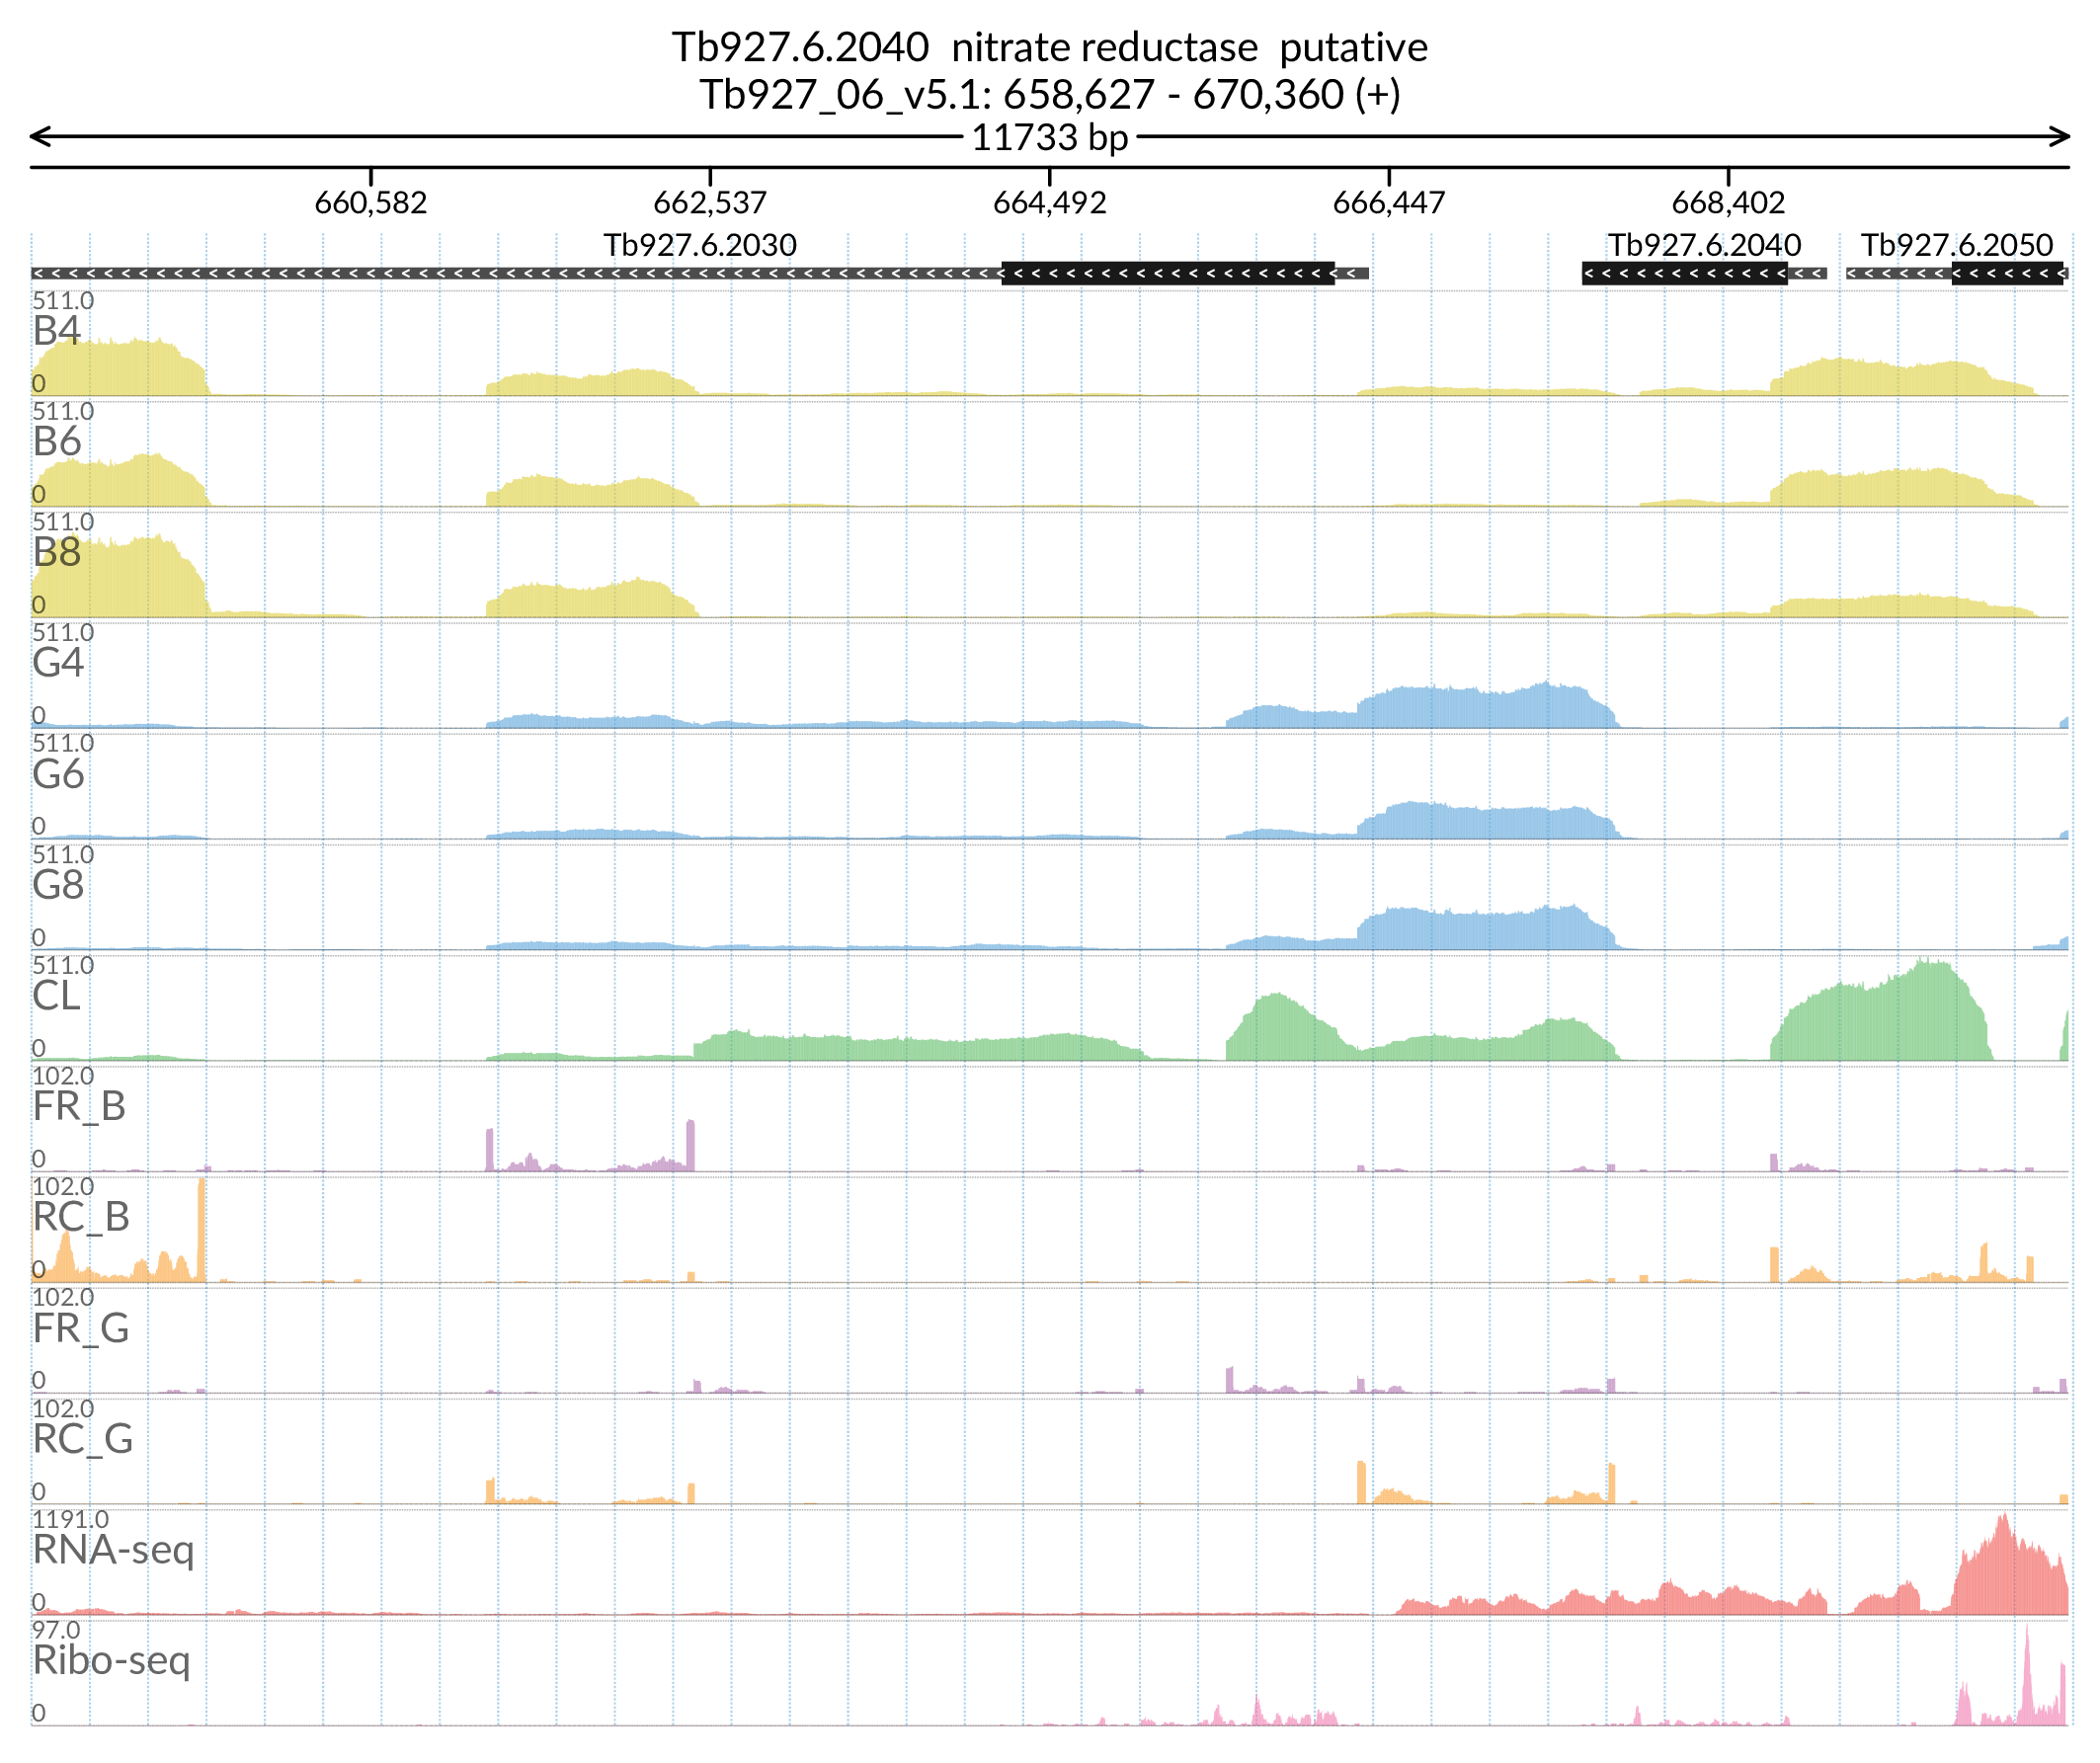 Tb927.6.2040 nitrate reductase putative
Tb927_06_v5.1: 658,627 - 670,360 (+)
11733 bp
660,582 662,537 664,492 666,447 668,402
Tb927.6.2030 Tb927.6.2040 Tb927.6.2050
511.0
B4
0
511.0
B6
0
511.0
B8
0
511.0
G4
0
511.0
G6
0
511.0
G8
0
511.0
CL
0
102.0
FR_B
0
102.0
RC_B
0
102.0
FR_G
0
102.0
RC_G
0
1191.0
RNA-seq
0
97.0
Ribo-seq
0